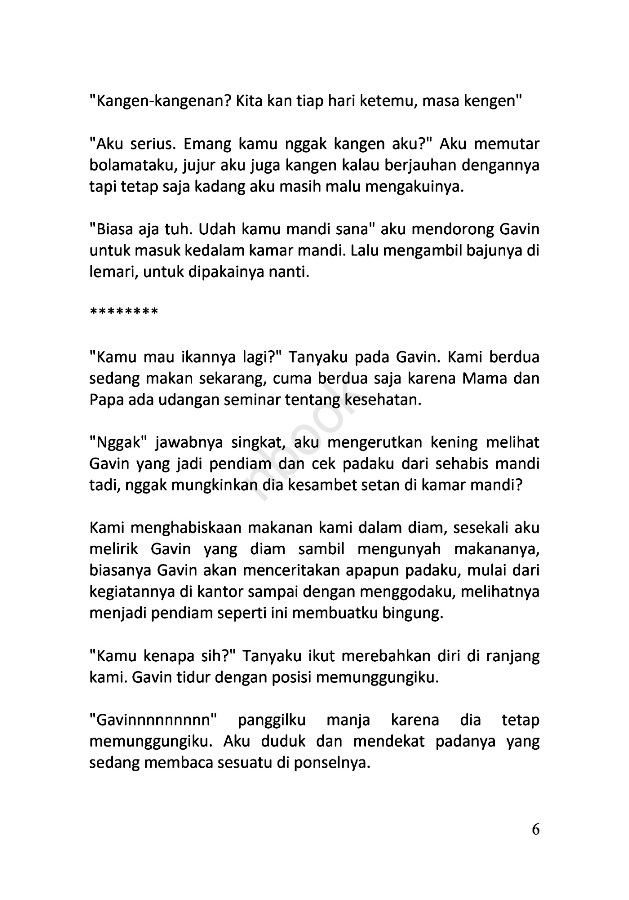 "Kangen-kangenan? Kita kan tiap hari ketemu, masa kengen"
"Aku serius. Emang kamu nggak kangen aku?" Aku memutar
bolamataku, jujur aku juga kangen kalau berjauhan dengannya
tapi tetap saja kadang aku masih malu mengakuinya.
"Biasa aja tuh. Udah kamu mandi sana" aku mendorong Gavin
untuk masuk kedalam kamar mandi. Lalu mengambil bajunya di
lemari, untuk dipakainya nanti.
********
"Kamu mau ikannya lagi?" Tanyaku pada Gavin. Kami berdua
sedang makan sekarang, cuma berdua saja karena Mama dan
Papa ada udangan seminar tentang kesehatan.
"Nggak" jawabnya singkat, aku mengerutkan kening melihat
Gavin yang jadi pendiam dan cek padaku dari sehabis mandi
tadi, nggak mungkinkan dia kesambet setan di kamar mandi?
Kami menghabiskaan makanan kami dalam diam, sesekali aku
melirik Gavin yang diam sambil mengunyah makananya,
biasanya Gavin akan menceritakan apapun padaku, mulai dari
kegiatannya di kantor sampai dengan menggodaku, melihatnya
menjadi pendiam seperti ini membuatku bingung.
"Kamu kenapa sih?" Tanyaku ikut merebahkan diri di ranjang
kami. Gavin tidur dengan posisi memunggungiku.
"Gavinnnnnnnnn" panggilku manja karena dia tetap
memunggungiku. Aku duduk dan mendekat padanya yang
sedang membaca sesuatu di ponselnya.
nbook
6